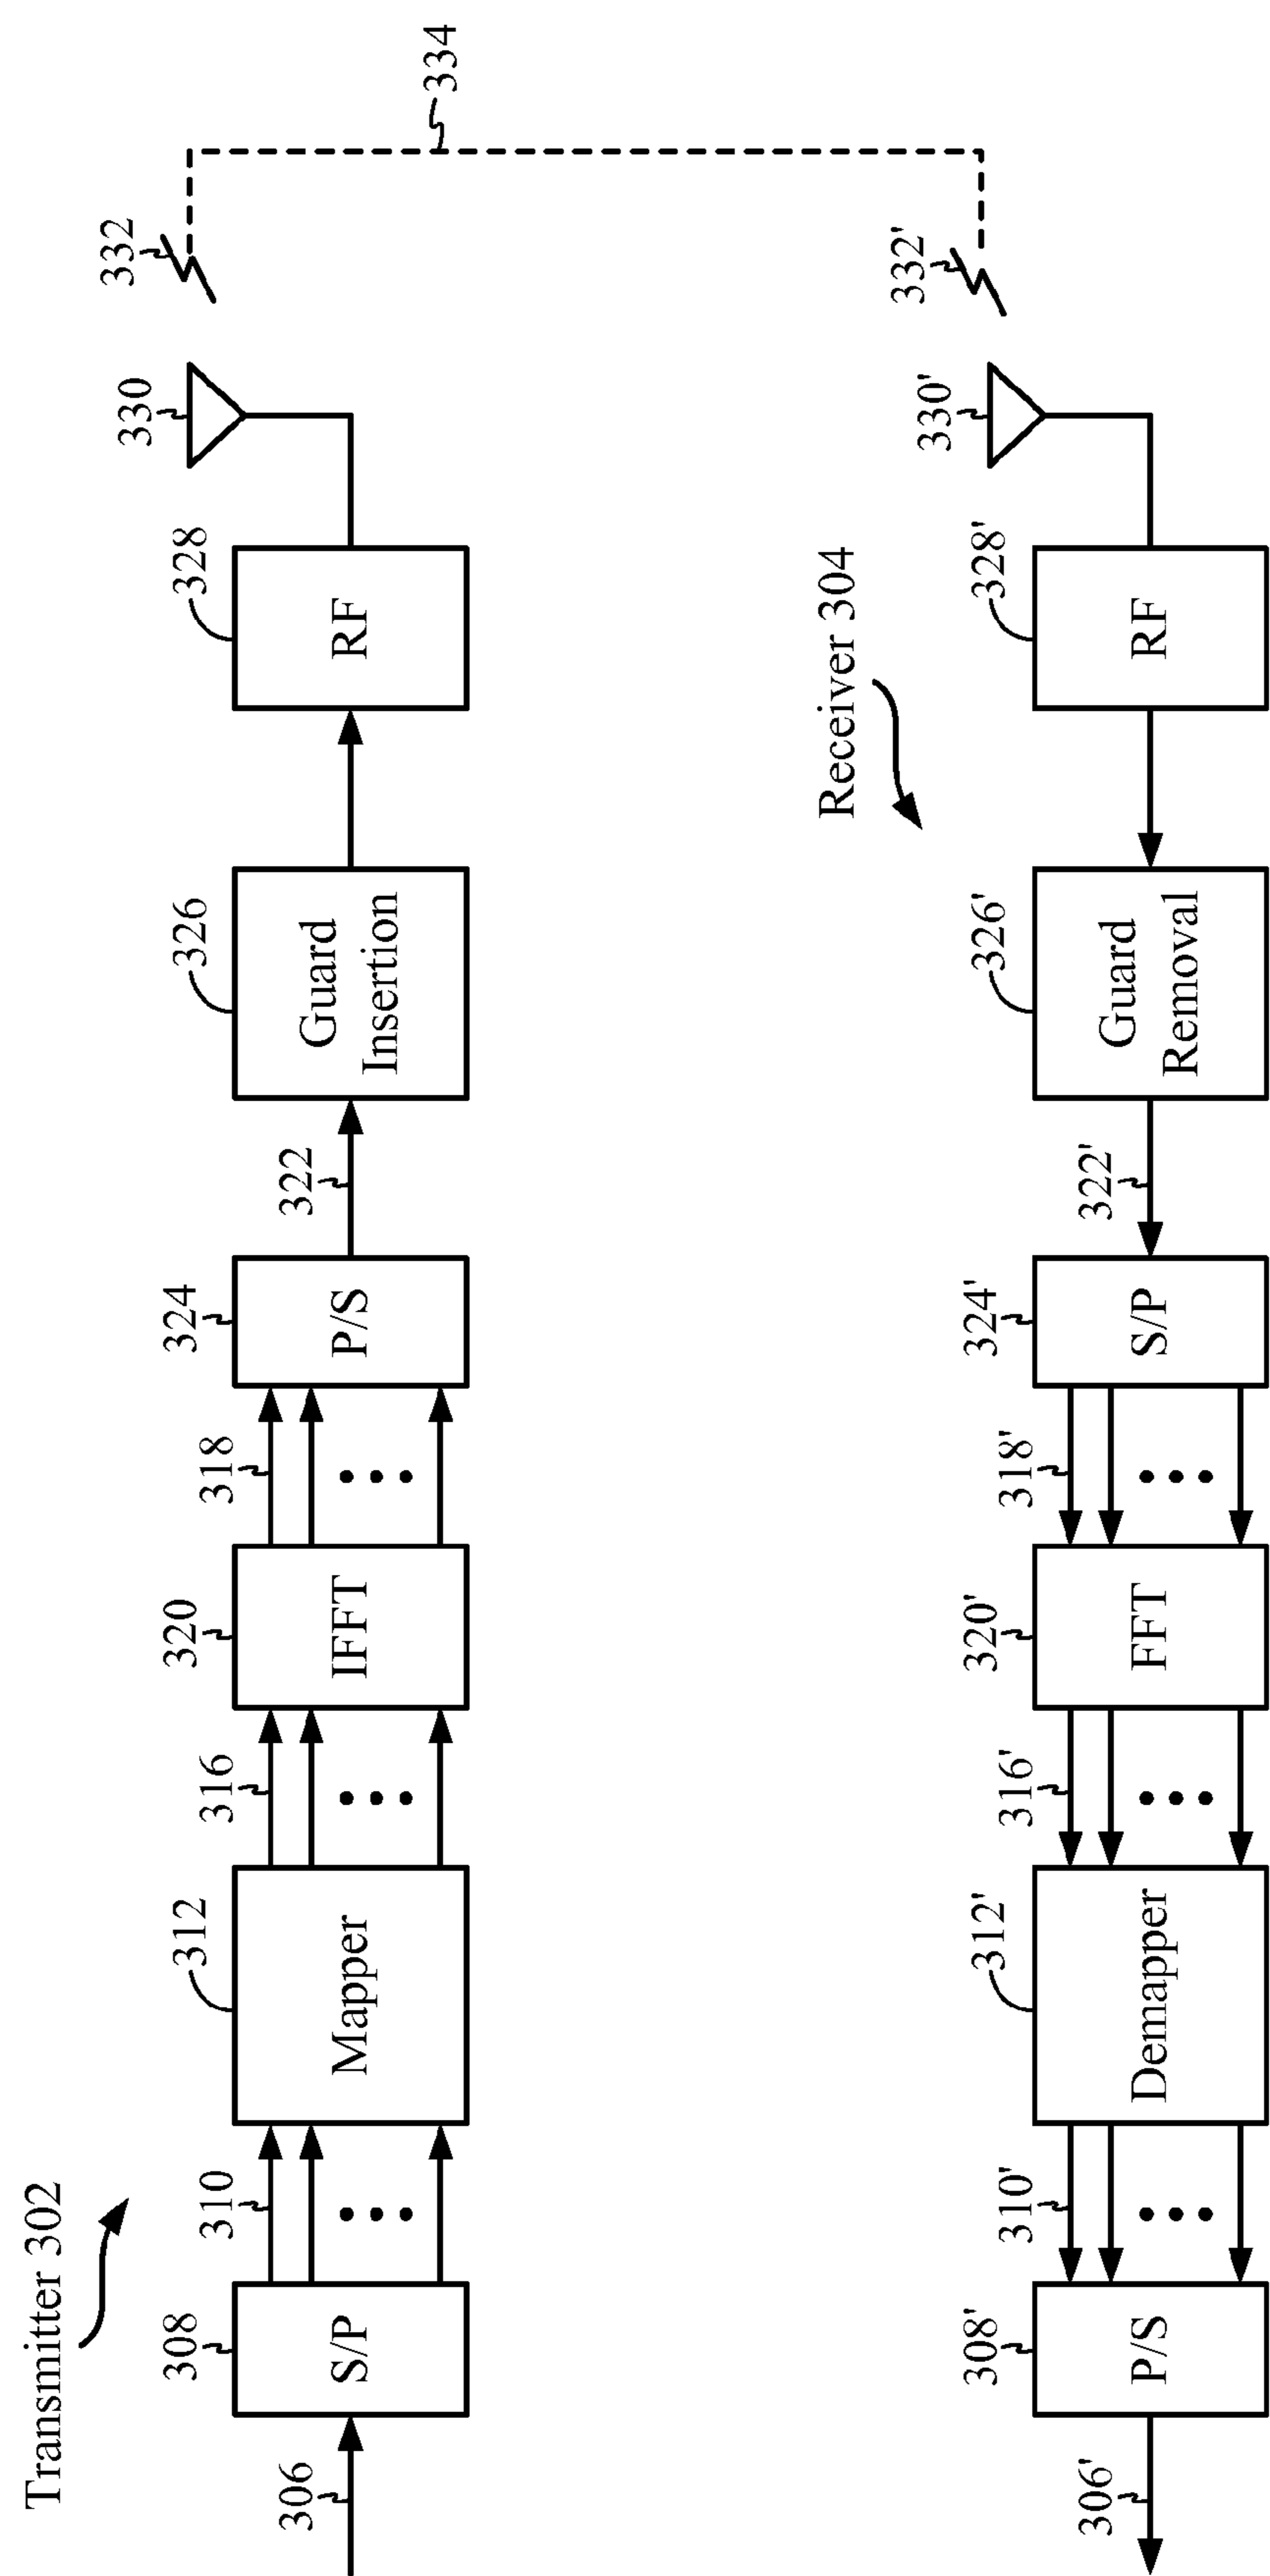 Transmitter 302
306
308
S/P
310
312
Mapper
316
320
IFFT
318
324
P/S
322
326
Guard
Insertion
328
RF
330
332
334
Receiver 304
306'
308'
P/S
310'
312'
Demapper
316'
320'
FFT
318'
324'
S/P
322'
326'
Guard
Removal
328'
RF
330'
332'